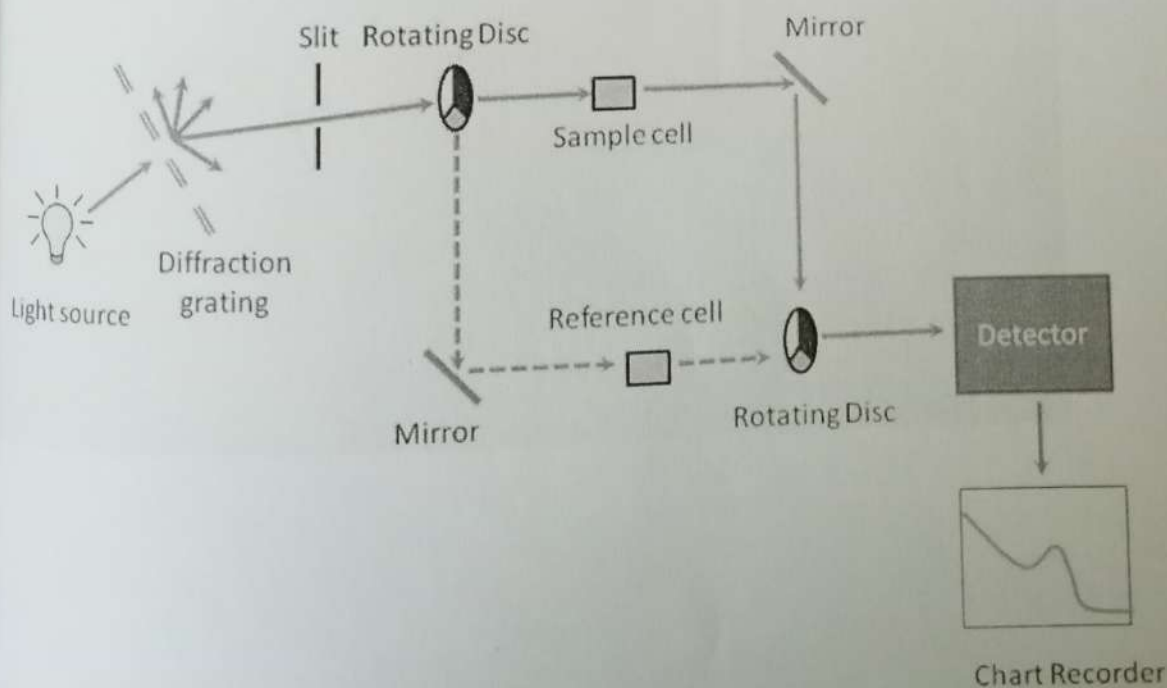 Slit
Rotating Disc
Mirror
Sample cell
Diffraction
grating
Light source
Reference cell
Detector
Mirror
Rotating Disc
Chart Recorder